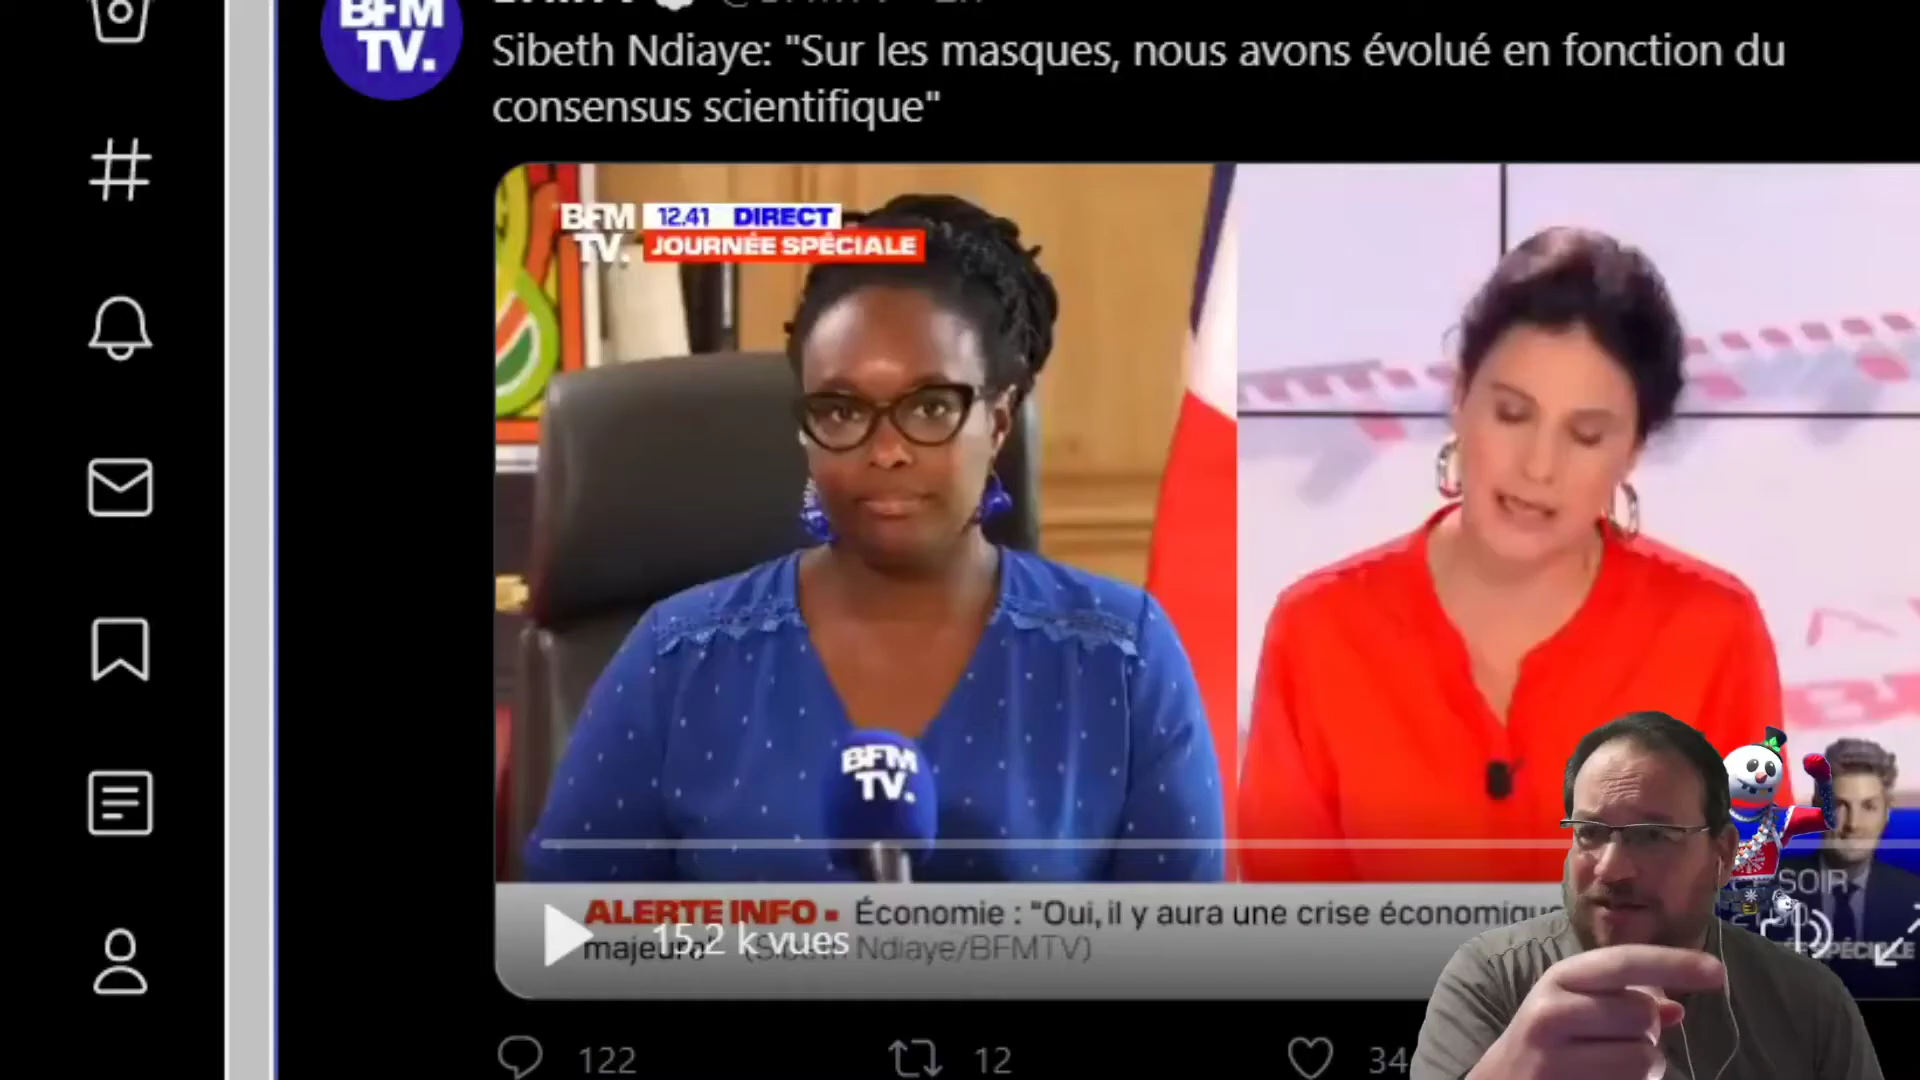 BFM
TV.
Sibeth Ndiaye: "Sur les masques, nous avons évolué en fonction du
consensus scientifique"
BFM
TV.
12.41 DIRECT
JOURNÉE SPÉCIALE
BFM
TV.
SOIR
ALERTE INFO ▪ Économie : "Oui, il y aura une crise économique
majeure" (Sibeth Ndiaye/BFMTV)
15,2 k vues
122
12
34